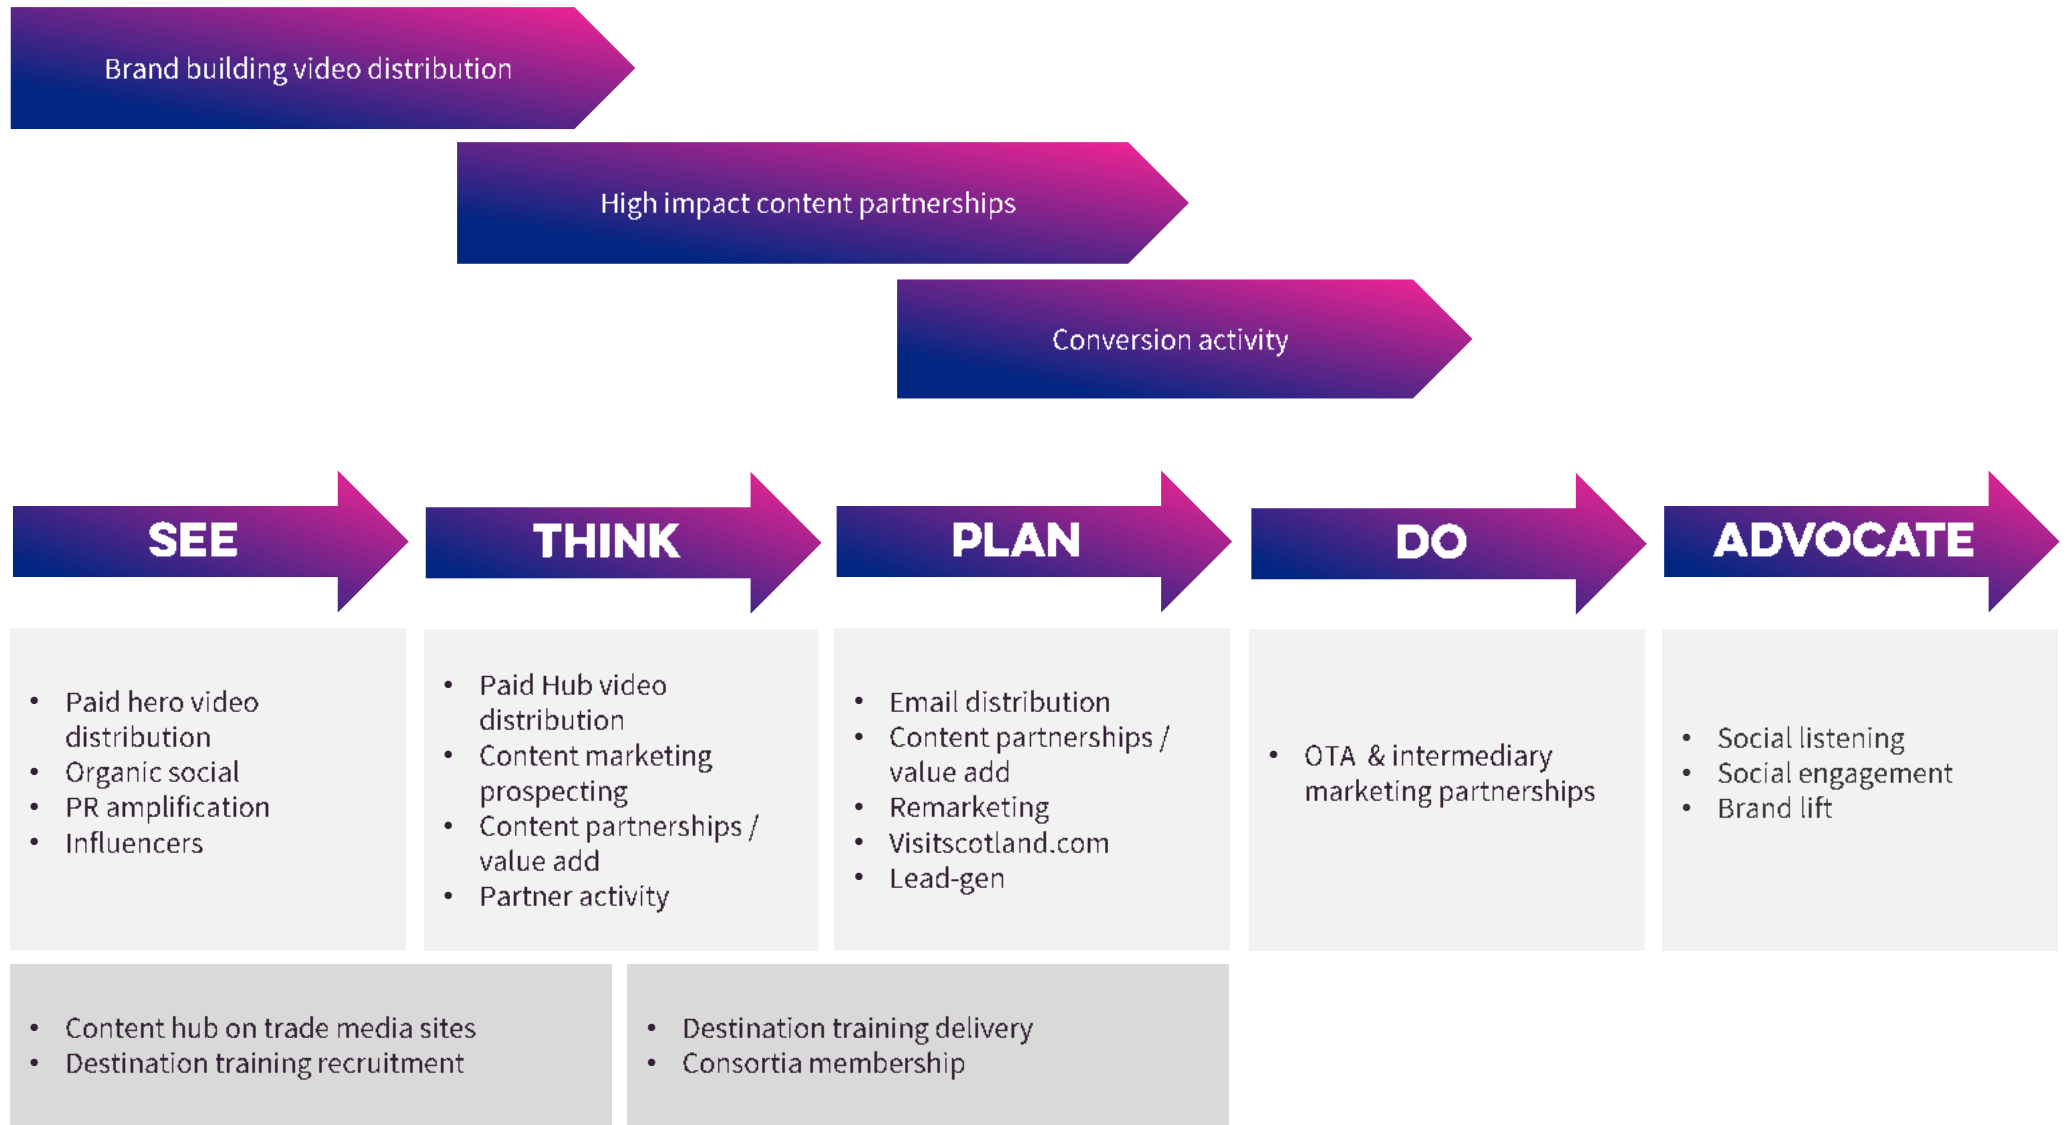 Brand building video distribution
High impact content partnerships
Conversion activity
SEE
THINK
PLAN
DO
ADVOCATE
• Paid hero video
distribution
• Organic social
• PR amplification
• Influencers
• Paid Hub video
distribution
• Content marketing
prospecting
• Content partnerships /
value add
• Partner activity
• Email distribution
• Content partnerships /
value add
• Remarketing
• Visitscotland.com
• Lead-gen
• OTA & intermediary
marketing partnerships
• Social listening
• Social engagement
• Brand lift
• Content hub on trade media sites
• Destination training recruitment
• Destination training delivery
• Consortia membership